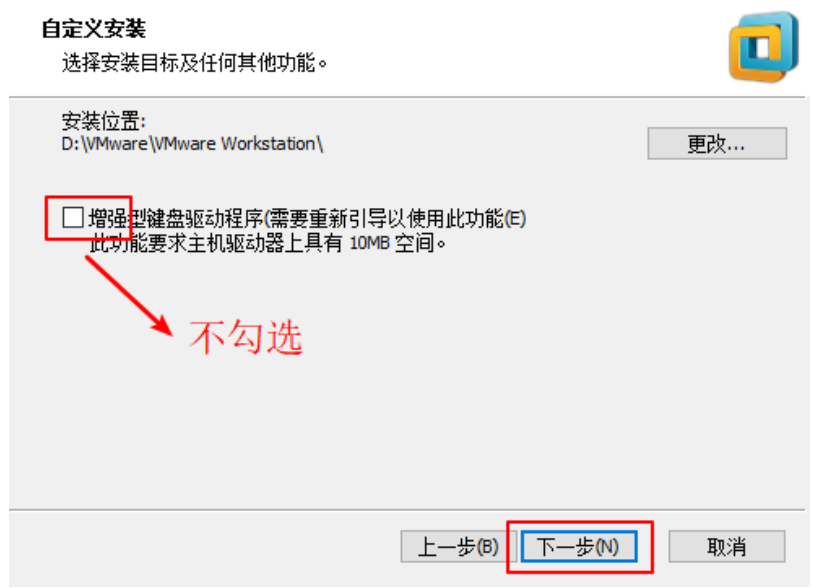 自定义安装
选择安装目标及任何其他功能。
安装位置:
D:\VMware\VMware Workstation\
更改...
增强型键盘驱动程序(需要重新引导以使用此功能(E)
此功能要求主机驱动器上具有 10MB 空间。
不勾选
上一步(B)
下一步(N)
取消